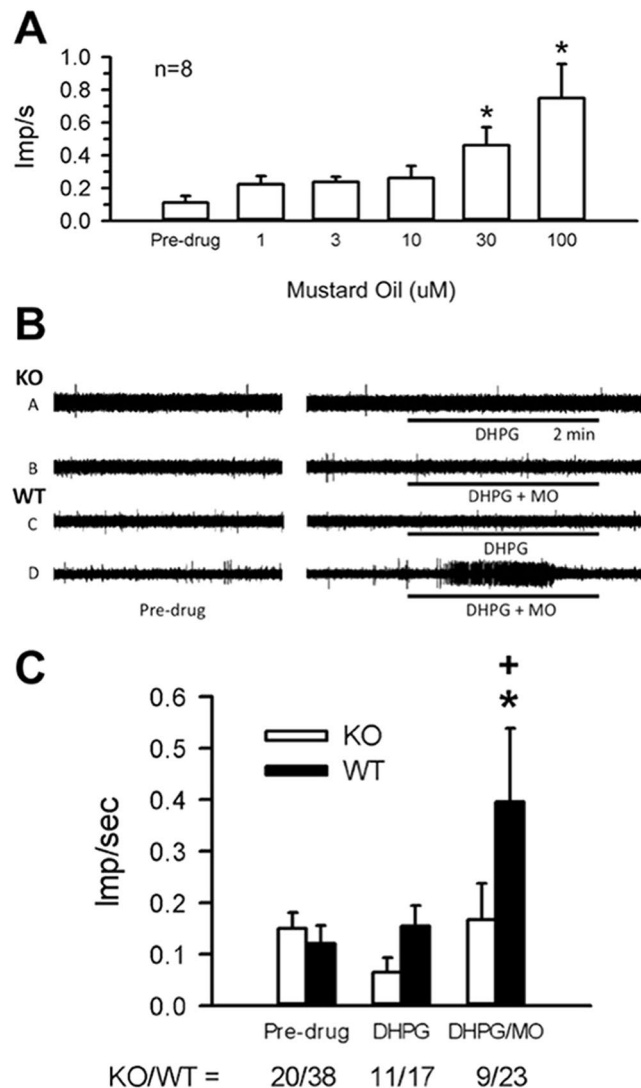 A
n=8
*
*
Imp/s
1.0
0.8
0.6
0.4
0.2
0.0
Pre-drug 1 3 10 30 100
Mustard Oil (uM)
B
KO
A
DHPG 2 min
B
DHPG + MO
WT
C
DHPG
D
Pre-drug DHPG + MO
C
+
*
KO
WT
Imp/sec
0.6
0.5
0.4
0.3
0.2
0.1
0.0
Pre-drug DHPG DHPG/MO
KO/WT = 20/38 11/17 9/23